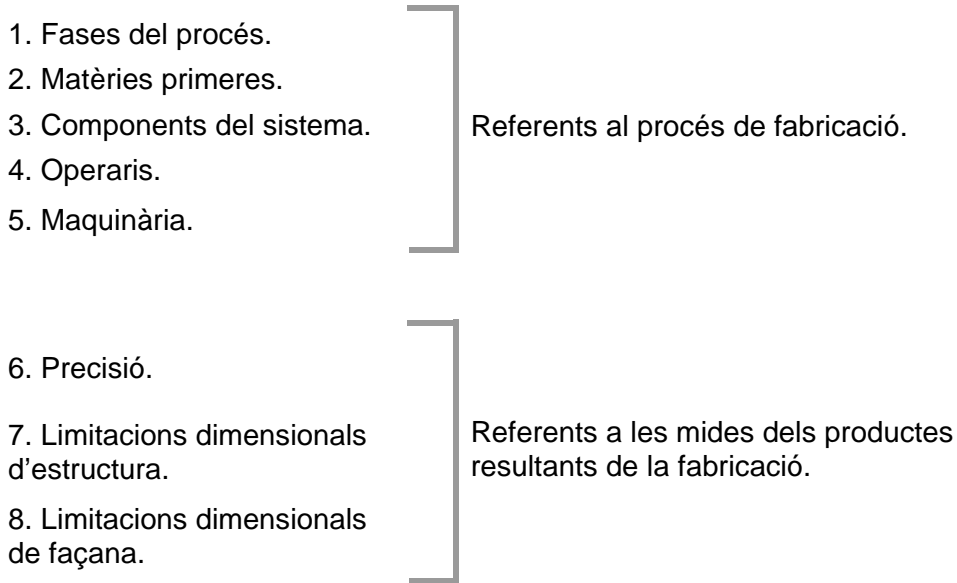 1. Fases del procés.
2. Matèries primeres.
3. Components del sistema.
4. Operaris.
5. Maquinària.
Referents al procés de fabricació.
6. Precisió.
7. Limitacions dimensionals
d’estructura.
8. Limitacions dimensionals
de façana.
Referents a les mides dels productes
resultants de la fabricació.